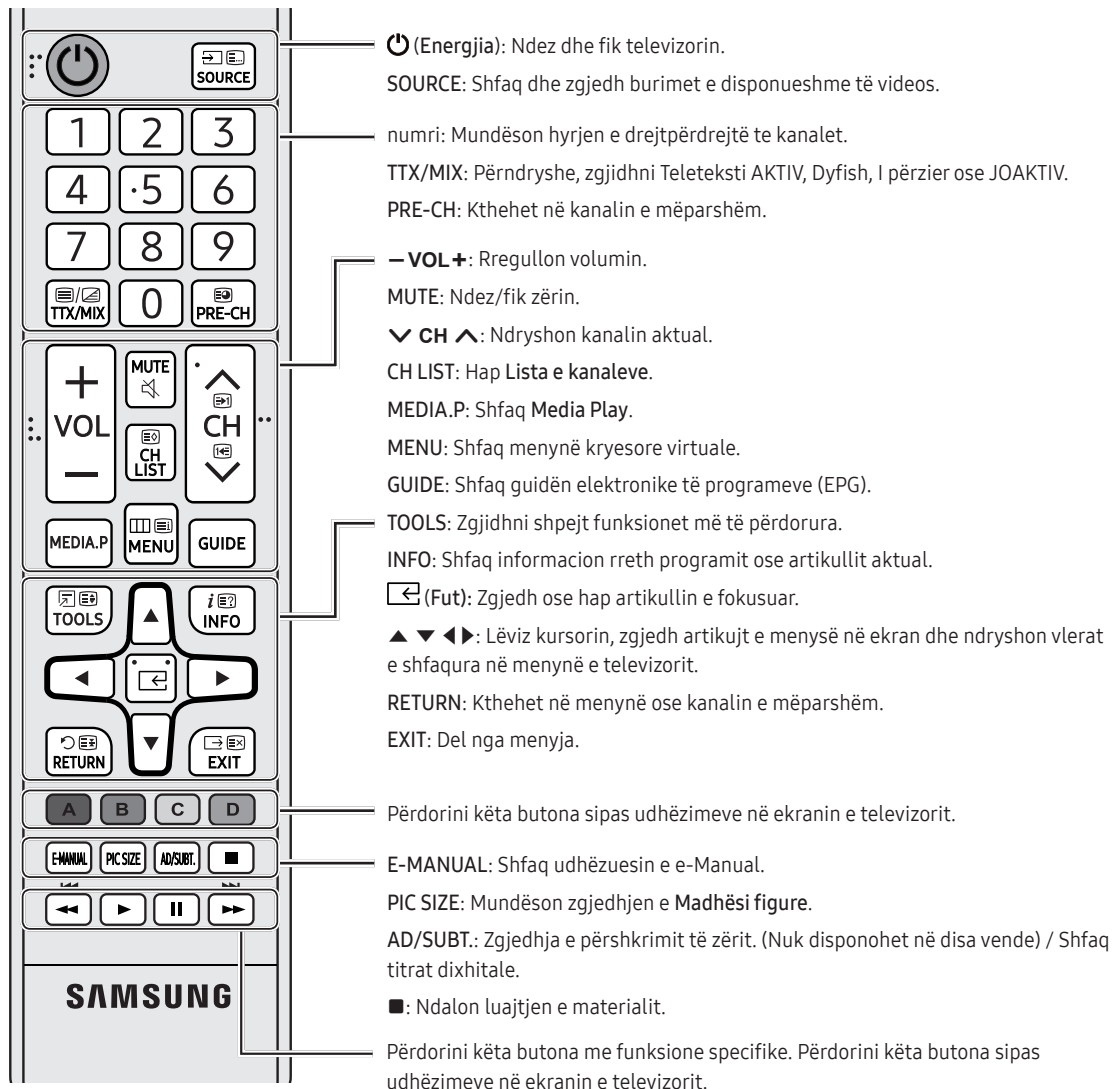 SOURCE
1 2 3
4 ·5 6
7 8 9
TTX/MIX 0 PRE-CH
+ MUTE
VOL CH
CH
LIST
—
MEDIA.P MENU GUIDE
TOOLS i INFO
RETURN EXIT
A B C D
E-MANUAL PIC SIZE AD/SUBT.
SAMSUNG
(Energjia): Ndez dhe fik televizorin.
SOURCE: Shfaq dhe zgjedh burimet e disponueshme të videos.
numri: Mundëson hyrjen e drejtpërdrejtë te kanalet.
TTX/MIX: Përndryshe, zgjidhni Teleteksti AKTIV, Dyfish, I përzier ose JOAKTIV.
PRE-CH: Kthehet në kanalin e mëparshëm.
— VOL +: Rregullon volumin.
MUTE: Ndez/fik zërin.
CH : Ndryshon kanalin aktual.
CH LIST: Hap Lista e kanaleve.
MEDIA.P: Shfaq Media Play.
MENU: Shfaq menynë kryesore virtuale.
GUIDE: Shfaq guidën elektronike të programeve (EPG).
TOOLS: Zgjidhni shpejt funksionet më të përdorura.
INFO: Shfaq informacion rreth programit ose artikullit aktual.
(Fut): Zgjedh ose hap artikullin e fokusuar.
▲ ▼ ◀ ▶: Lëviz kursorin, zgjedh artikujt e menysë në ekran dhe ndryshon vlerat
e shfaqura në menynë e televizorit.
RETURN: Kthehet në menynë ose kanalin e mëparshëm.
EXIT: Del nga menyja.
Përdorini këta butona sipas udhëzimeve në ekranin e televizorit.
E-MANUAL: Shfaq udhëzuesin e e-Manual.
PIC SIZE: Mundëson zgjedhjen e Madhësi figure.
AD/SUBT.: Zgjedhja e përshkrimit të zërit. (Nuk disponohet në disa vende) / Shfaq
titrat dixhitale.
■: Ndalon luajtjen e materialit.
Përdorini këta butona me funksione specifike. Përdorini këta butona sipas
udhëzimeve në ekranin e televizorit.